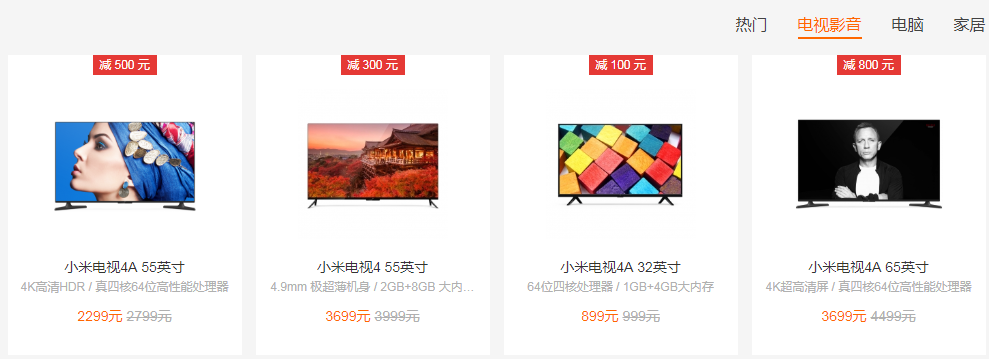 热门 电视影音 电脑 家居
减 500 元
小米电视4A 55英寸
4K高清HDR / 真四核64位高性能处理器
2299元 2799元
减 300 元
小米电视4 55英寸
4.9mm 极超薄机身 / 2GB+8GB 大内...
3699元 3999元
减 100 元
小米电视4A 32英寸
64位四核处理器 / 1GB+4GB大内存
899元 999元
减 800 元
小米电视4A 65英寸
4K超高清屏 / 真四核64位高性能处理器
3699元 4499元